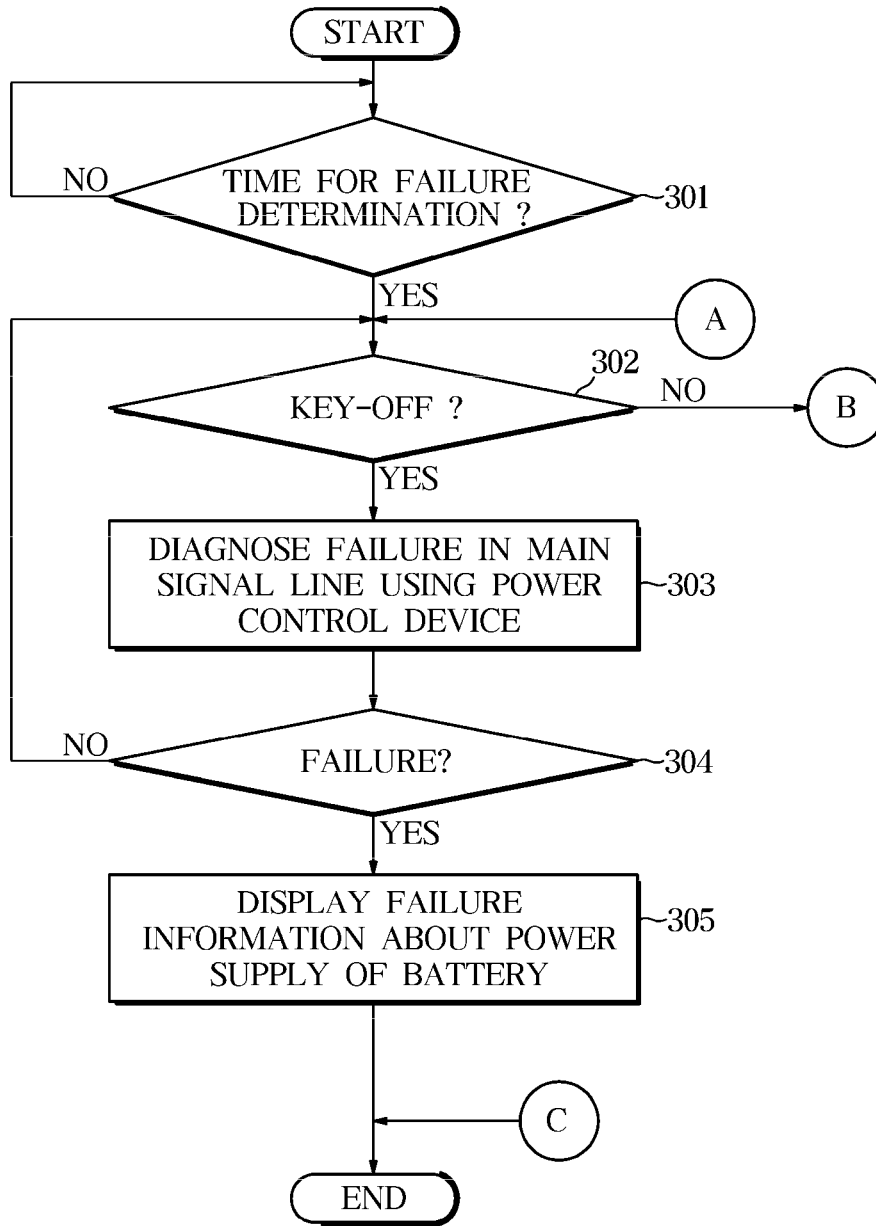 START
NO
TIME FOR FAILURE
DETERMINATION ?
301
YES
A
302
KEY-OFF ?
NO
B
YES
DIAGNOSE FAILURE IN MAIN
SIGNAL LINE USING POWER
CONTROL DEVICE
303
NO
FAILURE?
304
YES
DISPLAY FAILURE
INFORMATION ABOUT POWER
SUPPLY OF BATTERY
305
C
END